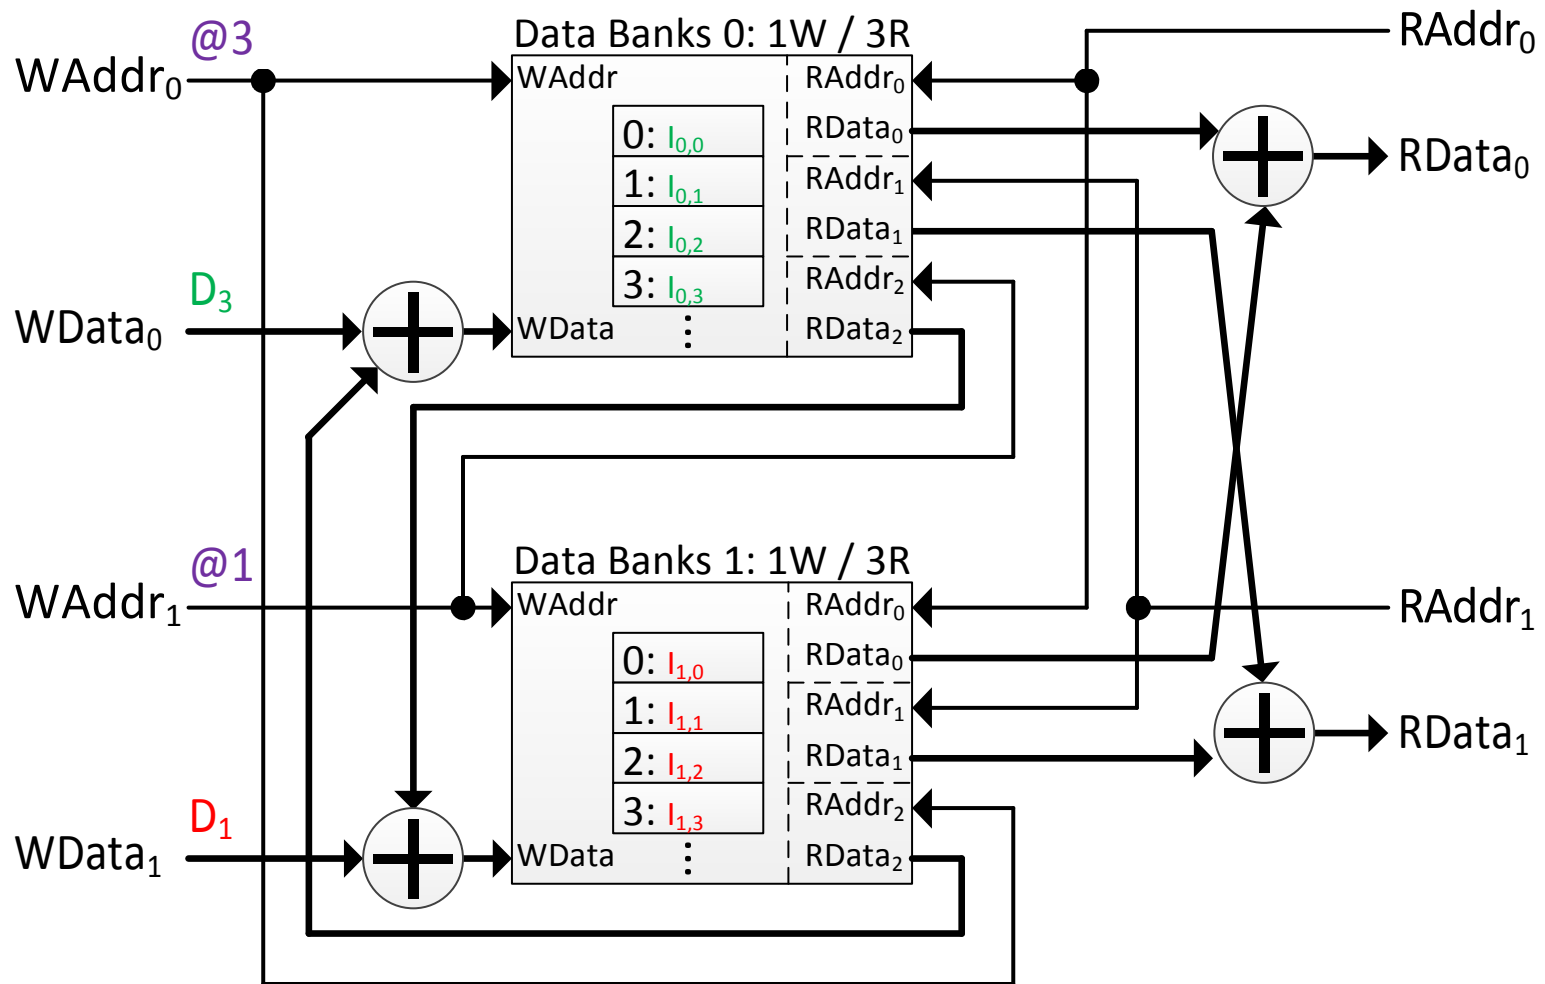 @3
WAddr₀
WData₀
D₃
Data Banks 0: 1W / 3R
WAddr
0: I₀,₀
1: I₀,₁
2: I₀,₂
3: I₀,₃
⋮
WData
RAddr₀
RData₀
RAddr₁
RData₁
RAddr₂
RData₂
RAddr₀
RData₀
@1
WAddr₁
WData₁
D₁
Data Banks 1: 1W / 3R
WAddr
0: I₁,₀
1: I₁,₁
2: I₁,₂
3: I₁,₃
⋮
WData
RAddr₀
RData₀
RAddr₁
RData₁
RAddr₂
RData₂
RAddr₁
RData₁